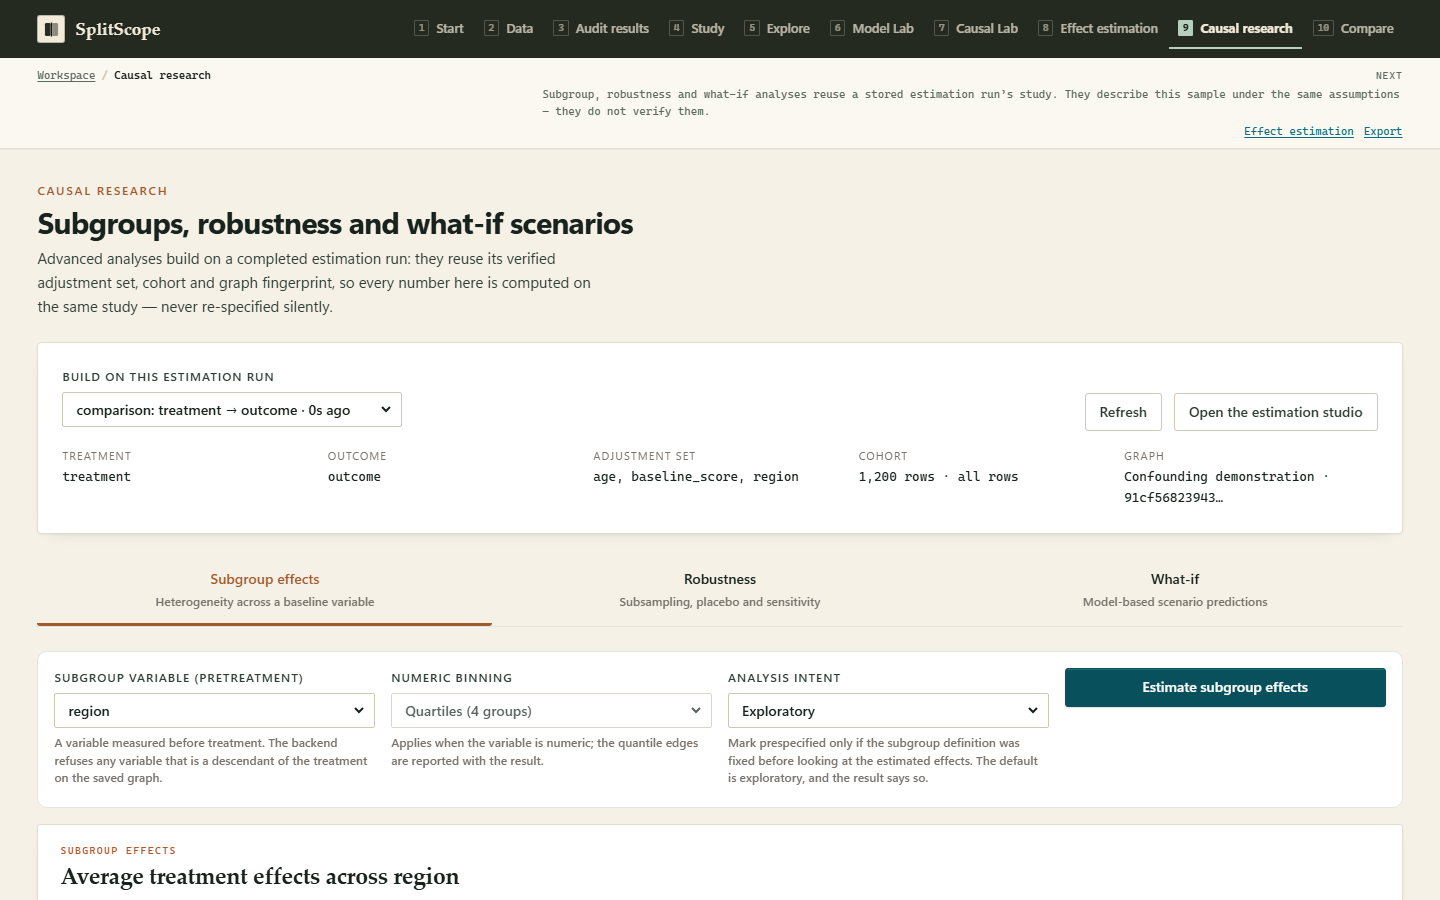 SplitScope
1 Start
2 Data
3 Audit results
4 Study
5 Explore
6 Model Lab
7 Causal Lab
8 Effect estimation
9 Causal research
10 Compare
Workspace / Causal research
NEXT
Subgroup, robustness and what-if analyses reuse a stored estimation run's study. They describe this sample under the same assumptions
— they do not verify them.
Effect estimation Export
CAUSAL RESEARCH
Subgroups, robustness and what-if scenarios
Advanced analyses build on a completed estimation run: they reuse its verified
adjustment set, cohort and graph fingerprint, so every number here is computed on
the same study — never re-specified silently.
BUILD ON THIS ESTIMATION RUN
comparison: treatment → outcome · 0s ago
Refresh
Open the estimation studio
TREATMENT
treatment
OUTCOME
outcome
ADJUSTMENT SET
age, baseline_score, region
COHORT
1,200 rows · all rows
GRAPH
Confounding demonstration ·
91cf56823943…
Subgroup effects
Heterogeneity across a baseline variable
Robustness
Subsampling, placebo and sensitivity
What-if
Model-based scenario predictions
SUBGROUP VARIABLE (PRETREATMENT)
region
A variable measured before treatment. The backend
refuses any variable that is a descendant of the treatment
on the saved graph.
NUMERIC BINNING
Quartiles (4 groups)
Applies when the variable is numeric; the quantile edges
are reported with the result.
ANALYSIS INTENT
Exploratory
Mark prespecified only if the subgroup definition was
fixed before looking at the estimated effects. The default
is exploratory, and the result says so.
Estimate subgroup effects
SUBGROUP EFFECTS
Average treatment effects across region